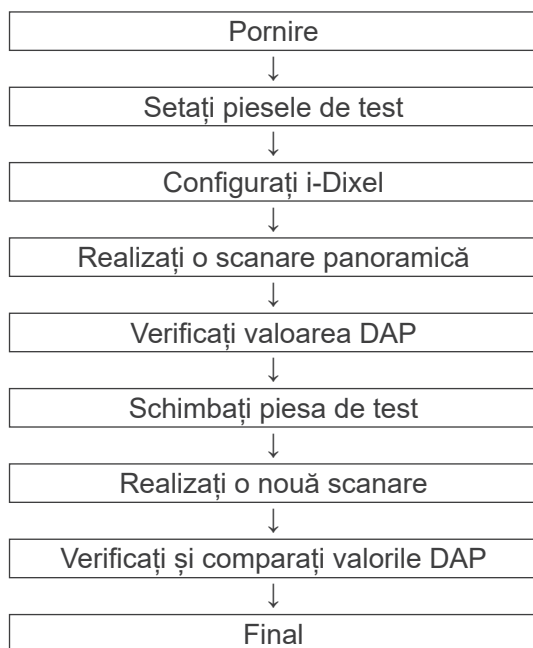 Pornire
↓
Setați piesele de test
↓
Configurați i-Dixel
↓
Realizați o scanare panoramică
↓
Verificați valoarea DAP
↓
Schimbați piesa de test
↓
Realizați o nouă scanare
↓
Verificați și comparați valorile DAP
↓
Final